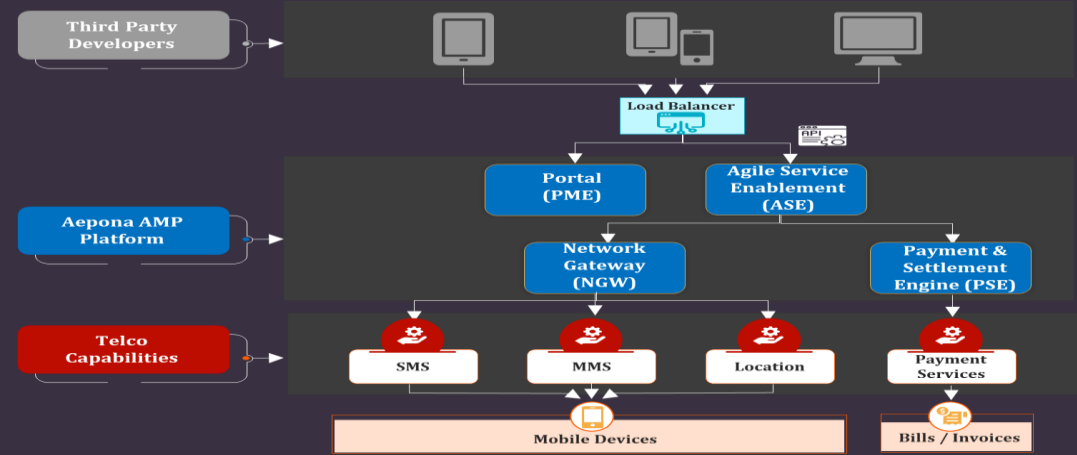 Third Party
Developers
Load Balancer
API
Portal
(PME)
Agile Service
Enablement
(ASE)
Aepona AMP
Platform
Network
Gateway
(NGW)
Payment &
Settlement
Engine (PSE)
Telco
Capabilities
SMS
MMS
Location
Payment
Services
Mobile Devices
Bills / Invoices